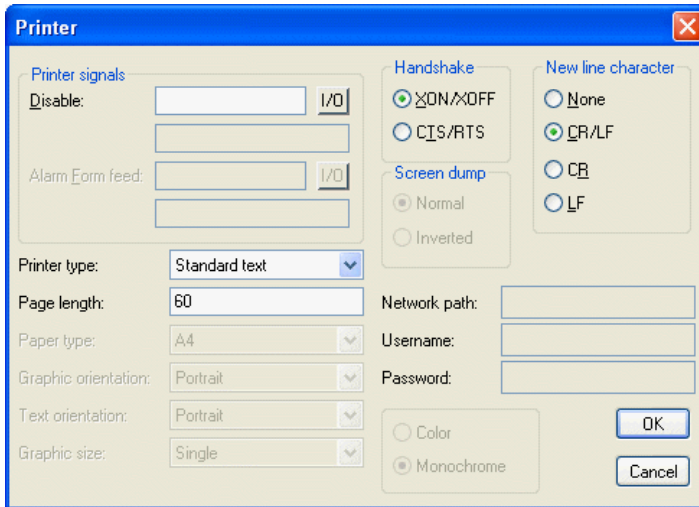 Printer
Printer signals
Disable:
I/O
Alarm Form feed:
I/O
Handshake
XON/XOFF
CTS/RTS
Screen dump
Normal
Inverted
New line character
None
CR/LF
CR
LF
Printer type:
Standard text
Page length:
60
Paper type:
A4
Graphic orientation:
Portrait
Text orientation:
Portrait
Graphic size:
Single
Network path:
Username:
Password:
Color
Monochrome
OK
Cancel